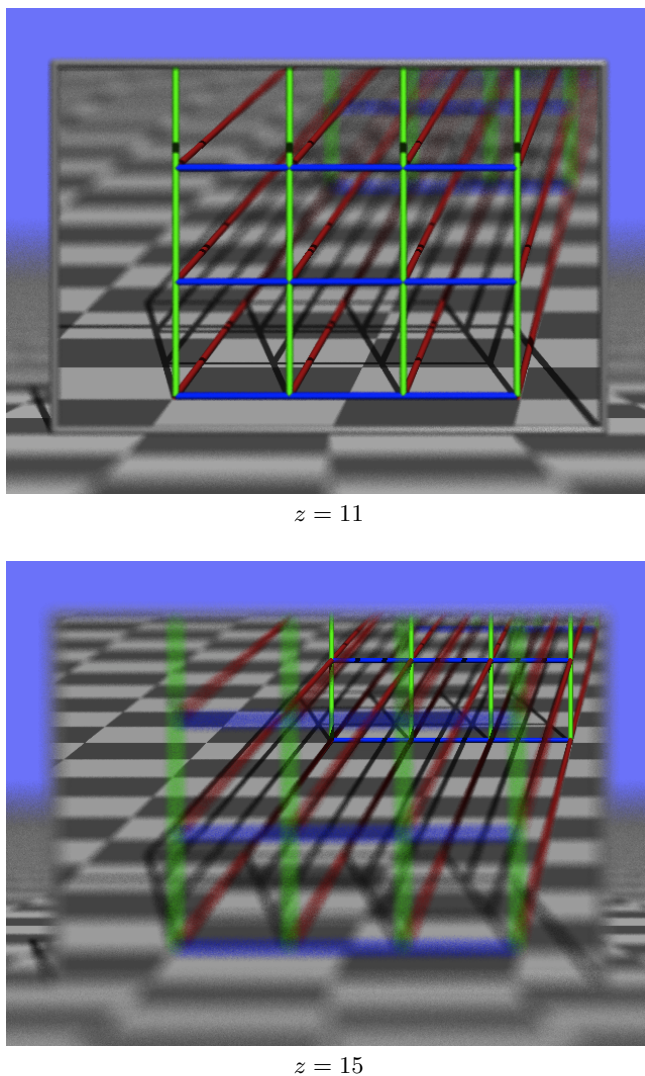 z = 11
z = 15